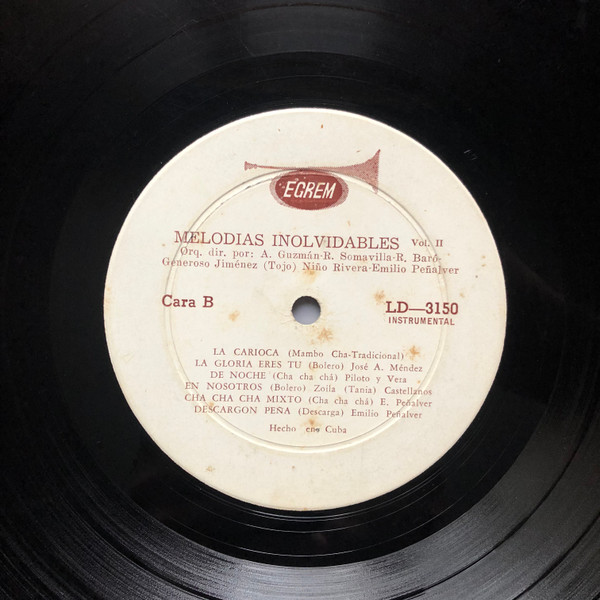 EGREM
MELODIAS INOLVIDABLES Vol. II
Orq. dir. por: A. Guzmán-R. Somavilla-R. Baró-
Generoso Jiménez (Tojo) Niño Rivera-Emilio Peñalver
Cara B
LD—3150
INSTRUMENTAL
LA CARIOCA (Mambo Cha-Tradicional)
LA GLORIA ERES TU (Bolero) José A. Méndez
DE NOCHE (Cha cha chá) Piloto y Vera
EN NOSOTROS (Bolero) Zoila (Tania) Castellanos
CHA CHA CHA MIXTO (Cha cha chá) E. Peñalver
DESCARGON PEÑA (Descarga) Emilio Peñalver
Hecho en Cuba